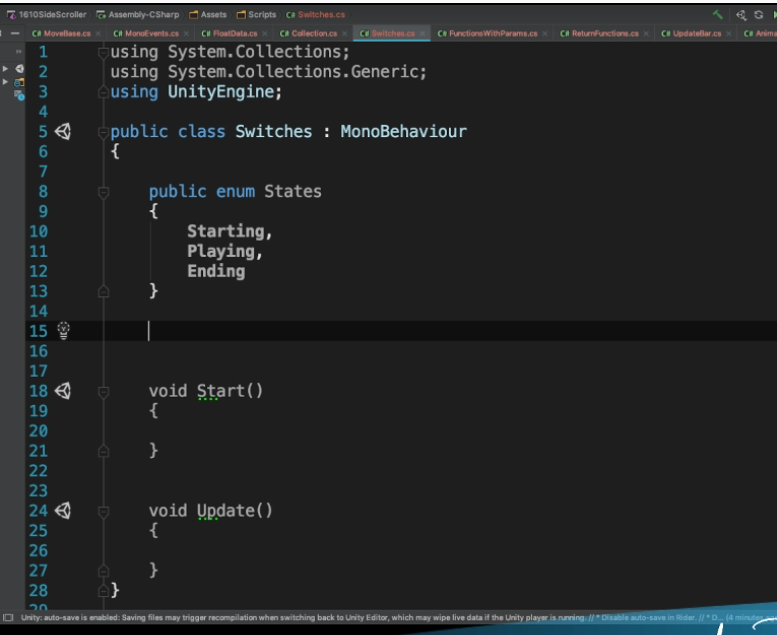 1610SideScroller Assembly-CSharp Assets Scripts C# Switches.cs
C# MoveBase.cs × C# MonoEvents.cs × C# FloatData.cs × C# Collection.cs × C# Switches.cs × C# FunctionsWithParams.cs × C# ReturnFunctions.cs × C# UpdateBar.cs × C# Anima
1 using System.Collections;
2 using System.Collections.Generic;
3 using UnityEngine;
4
5 public class Switches : MonoBehaviour
6 {
7
8 public enum States
9 {
10 Starting,
11 Playing,
12 Ending
13 }
14
15
16
17
18 void Start()
19 {
20
21 }
22
23
24 void Update()
25 {
26
27 }
28 }
29
Unity: auto-save is enabled: Saving files may trigger recompilation when switching back to Unity Editor, which may wipe live data if the Unity player is running. // * Disable auto-save in Rider. // * D... (4 minutes